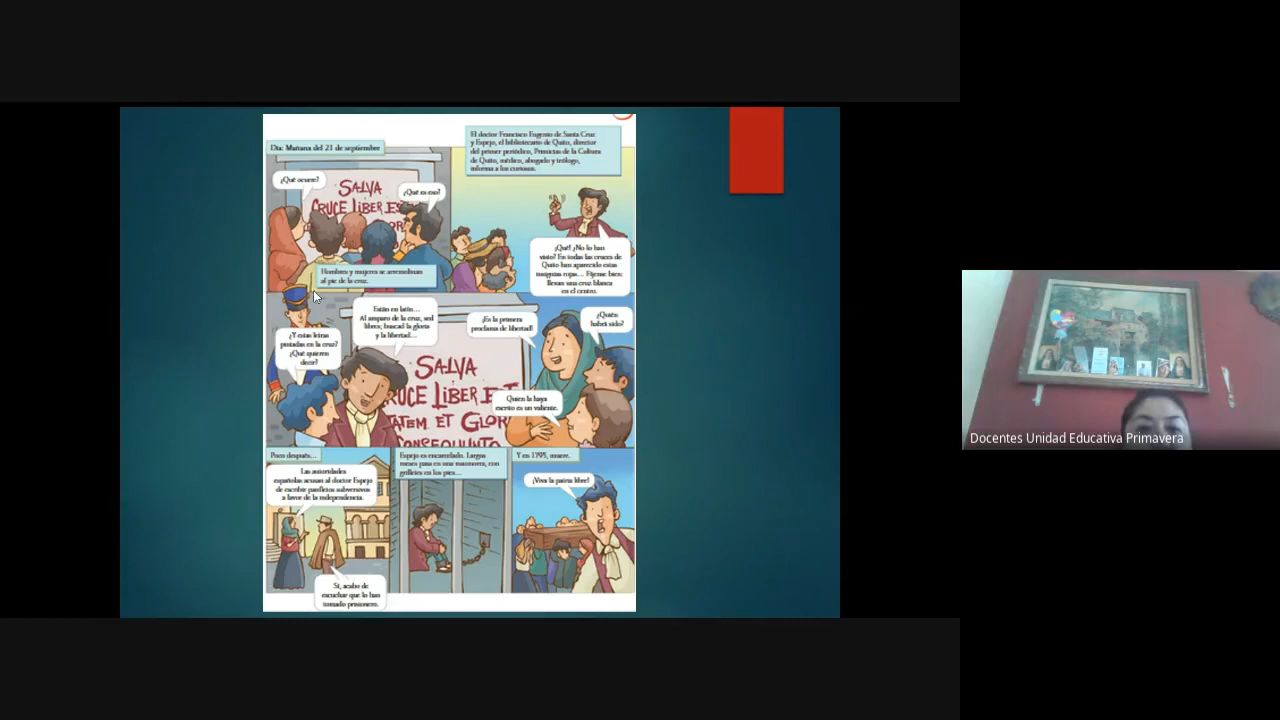 Día: Mañana del 21 de septiembre
El doctor Francisco Eugenio de Santa Cruz
y Espejo, el bibliotecario de Quito, director
del primer periódico, Primicias de la Cultura
de Quito, médico, abogado y teólogo,
informa a los curiosos.
¿Qué ocurre?
¿Qué es eso?
SALVA
CRUCE LIBER ES
GLOR
Hombres y mujeres se arremolinan
al pie de la cruz.
¡Qué! ¿No lo han
visto? En todas las cruces de
Quito han aparecido estas
insignias rojas... Fíjense bien:
llevan una cruz blanca
en el centro.
¿Y estas letras
pintadas en la cruz?
¿Qué quieren
decir?
Están en latín...
Al amparo de la cruz, sed
libres; buscad la gloria
y la libertad...
¡Es la primera
proclama de libertad!
¿Quién
habrá sido?
SALVA
RUCE LIBER ET
ATEM ET GLOR
CONSEQUUNTO
Quien la haya
escrito es un valiente.
Poco después...
Las autoridades
españolas acusan al doctor Espejo
de escribir panfletos subversivos
a favor de la independencia.
Sí, acabo de
escuchar que lo han
tomado prisionero.
Espejo es encarcelado. Largos
meses pasa en una mazmorra, con
grilletes en los pies...
Y en 1795, muere.
¡Viva la patria libre!
Docentes Unidad Educativa Primavera